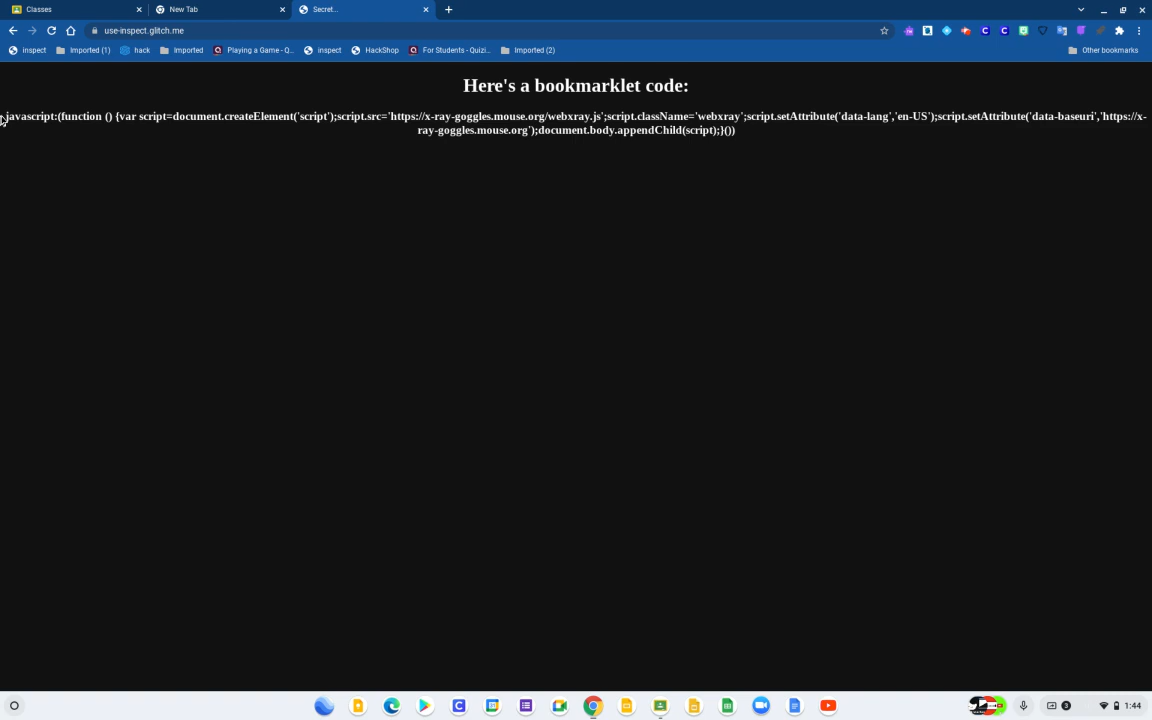 Classes
New Tab
Secret...
use-inspect.glitch.me
inspect
Imported (1)
hack
Imported
Playing a Game - Q...
inspect
HackShop
For Students - Quizi...
Imported (2)
Other bookmarks
Here's a bookmarklet code:
javascript:(function () {var script=document.createElement('script');script.src='https://x-ray-goggles.mouse.org/webxray.js';script.className='webxray';script.setAttribute('data-lang','en-US');script.setAttribute('data-baseuri','https://x-
ray-goggles.mouse.org');document.body.appendChild(script);}())
3
1:44